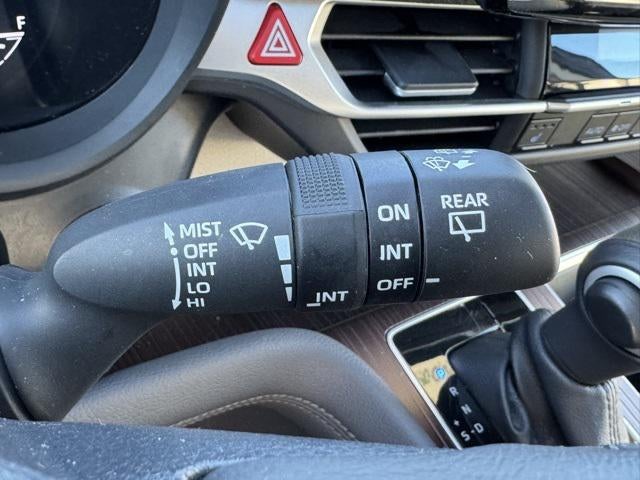 F
MIST
OFF
INT
LO
HI
INT
ON
INT
OFF
REAR
R
N
D
+
S